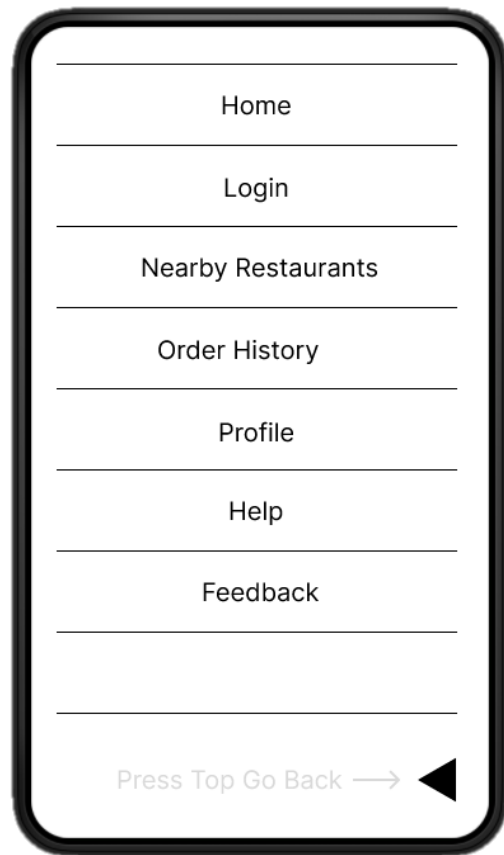 Home
Login
Nearby Restaurants
Order History
Profile
Help
Feedback
Press Top Go Back